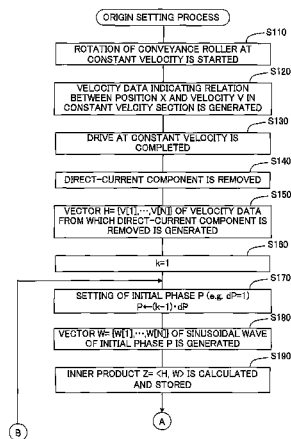 ORIGIN SETTING PROCESS
S110
ROTATION OF CONVEYANCE ROLLER AT
CONSTANT VELOCITY IS STARTED
S120
VELOCITY DATA INDICATING RELATION
BETWEEN POSITION X AND VELOCITY V IN
CONSTANT VELCITY SECTION IS GENERATED
S130
DRIVE AT CONSTANT VELOCITY IS
COMPLETED
S140
DIRECT-CURRENT COMPONENT IS REMOVED
S150
VECTOR H= {V[1],···,V[N]} OF VELOCITY DATA
FROM WHICH DIRECT-CURRENT COMPONENT IS
REMOVED IS GENERATED
S160
k=1
S170
SETTING OF INITIAL PHASE P (e.g. dP=1)
P←(k-1)·dP
S180
VECTOR W= {W[1],···,W[N]} OF SINUSOIDAL WAVE
OF INITIAL PHASE P IS GENERATED
S190
INNER PRODUCT Z= <H, W> IS CALCULATED
AND STORED
B
A